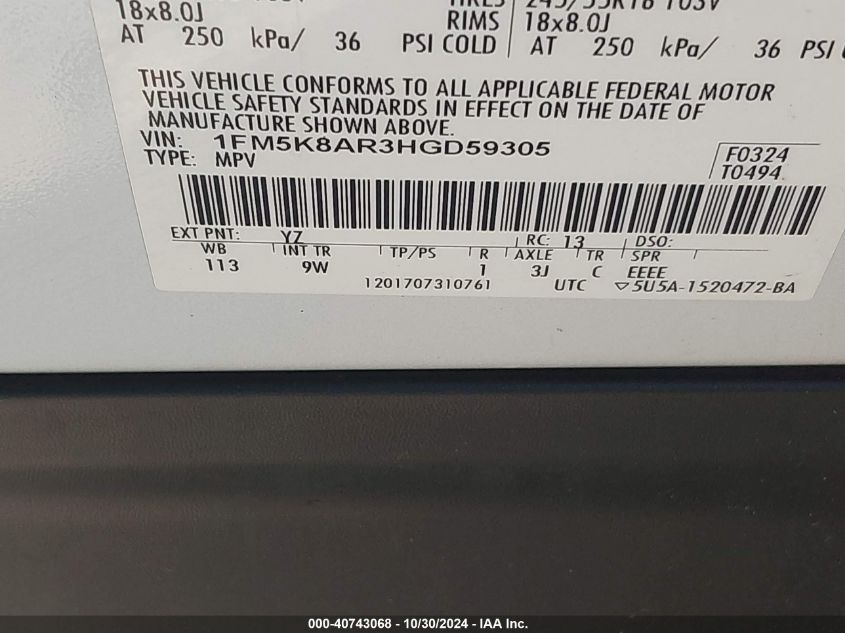 18x8.0J
RIMS 18x8.0J
AT 250 kPa/ 36 PSI COLD AT 250 kPa/ 36 PSI
THIS VEHICLE CONFORMS TO ALL APPLICABLE FEDERAL MOTOR
VEHICLE SAFETY STANDARDS IN EFFECT ON THE DATE OF
MANUFACTURE SHOWN ABOVE.
VIN: 1FM5K8AR3HGD59305
TYPE: MPV
F0324
T0494
EXT PNT: YZ RC: 13 DSO:
WB INT TR TP/PS R AXLE TR SPR
113 9W 1 3J C EEEE
1201707310761 UTC ▽5U5A-1520472-BA
000-40743068 - 10/30/2024 - IAA Inc.